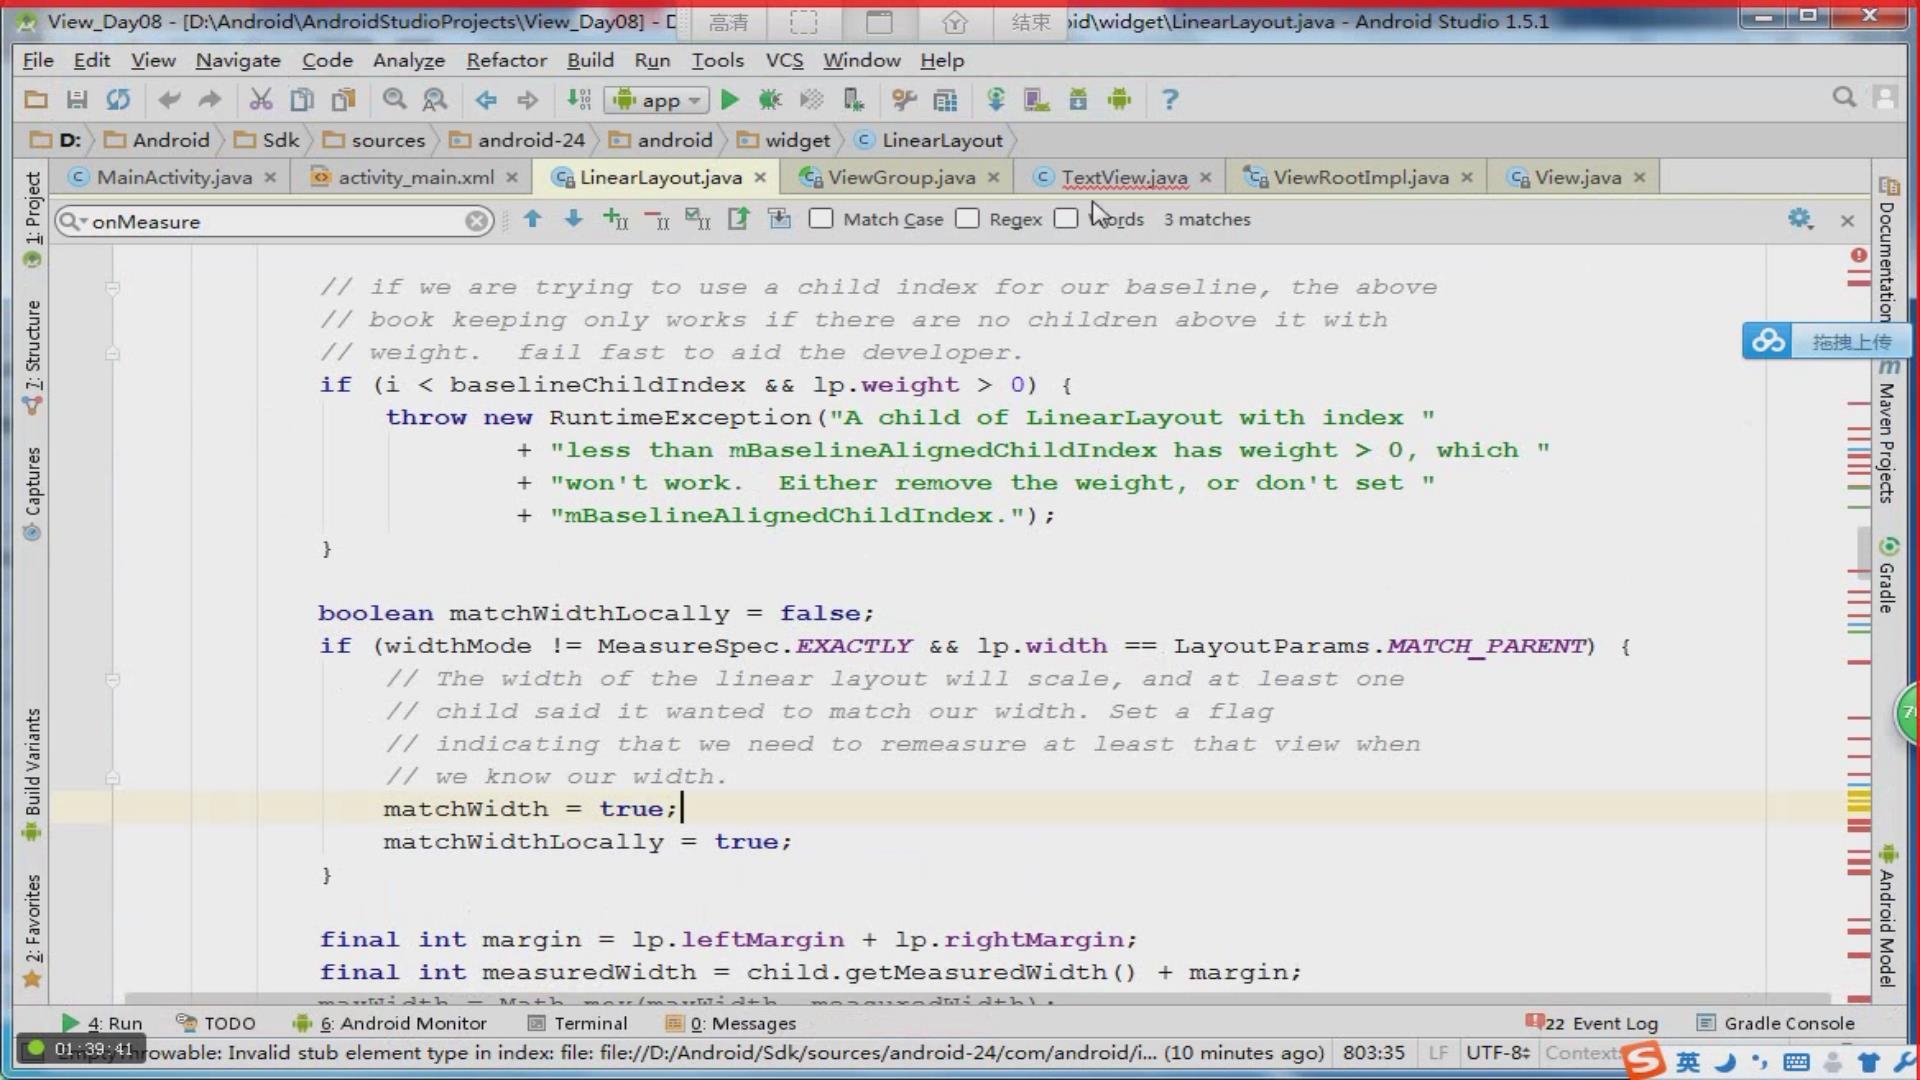 View_Day08 - [D:\Android\AndroidStudioProjects\View_Day08] - D
高清
结束
oid\widget\LinearLayout.java - Android Studio 1.5.1
File Edit View Navigate Code Analyze Refactor Build Run Tools VCS Window Help
app
D: Android Sdk sources android-24 android widget LinearLayout
MainActivity.java activity_main.xml LinearLayout.java ViewGroup.java TextView.java ViewRootImpl.java View.java
onMeasure Match Case Regex Words 3 matches
// if we are trying to use a child index for our baseline, the above
// book keeping only works if there are no children above it with
// weight.  fail fast to aid the developer.
if (i < baselineChildIndex && lp.weight > 0) {
throw new RuntimeException("A child of LinearLayout with index "
+ "less than mBaselineAlignedChildIndex has weight > 0, which "
+ "won't work.  Either remove the weight, or don't set "
+ "mBaselineAlignedChildIndex.");
}
boolean matchWidthLocally = false;
if (widthMode != MeasureSpec.EXACTLY && lp.width == LayoutParams.MATCH_PARENT) {
// The width of the linear layout will scale, and at least one
// child said it wanted to match our width. Set a flag
// indicating that we need to remeasure at least that view when
// we know our width.
matchWidth = true;
matchWidthLocally = true;
}
final int margin = lp.leftMargin + lp.rightMargin;
final int measuredWidth = child.getMeasuredWidth() + margin;
maxWidth = Math.max(maxWidth, measuredWidth);
1: Project
7: Structure
Captures
Build Variants
2: Favorites
Documentation
拖拽上传
m Maven Projects
Gradle
Android Model
4: Run TODO 6: Android Monitor Terminal 0: Messages 22 Event Log Gradle Console
01:39:41
throwable: Invalid stub element type in index: file: file://D:/Android/Sdk/sources/android-24/com/android/i... (10 minutes ago) 803:35 LF UTF-8 Context:
S 英